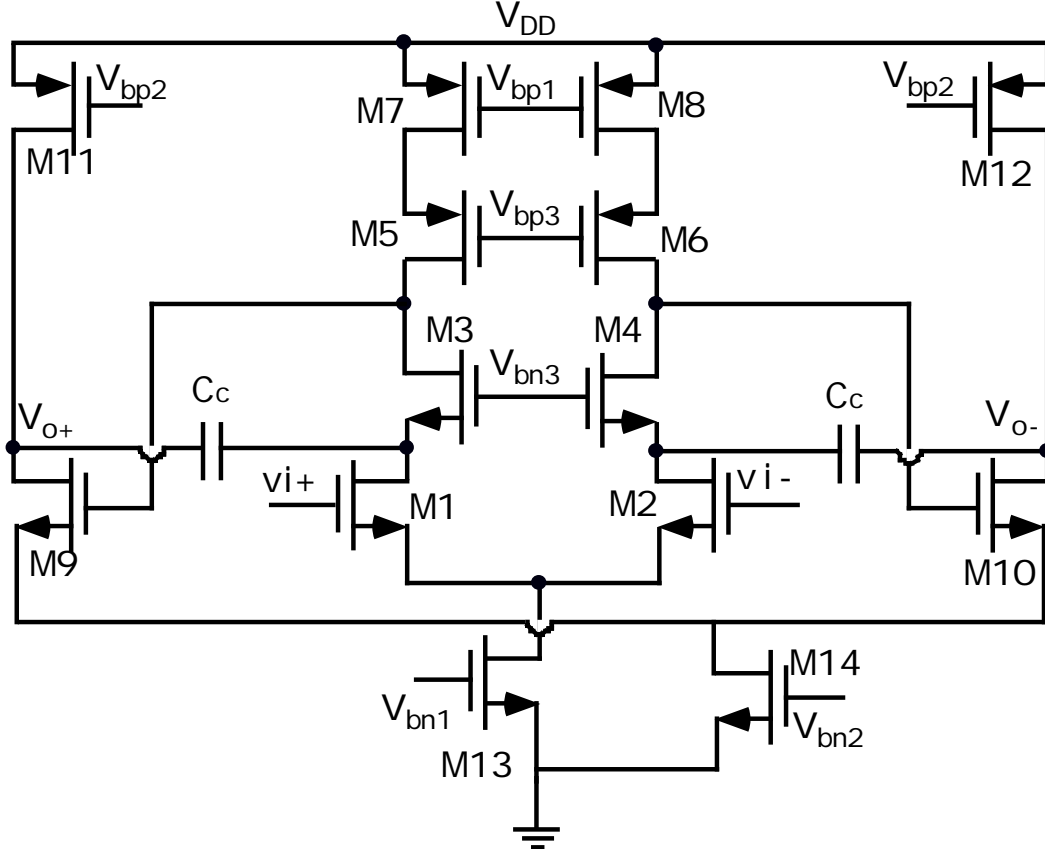 VDD
Vbp2
Vbp1
Vbp2
M7
M8
M11
M12
Vbp3
M5
M6
M3
M4
Vbn3
Cc
Cc
Vo+
Vo-
vi+
vi-
M1
M2
M9
M10
M14
Vbn1
Vbn2
M13